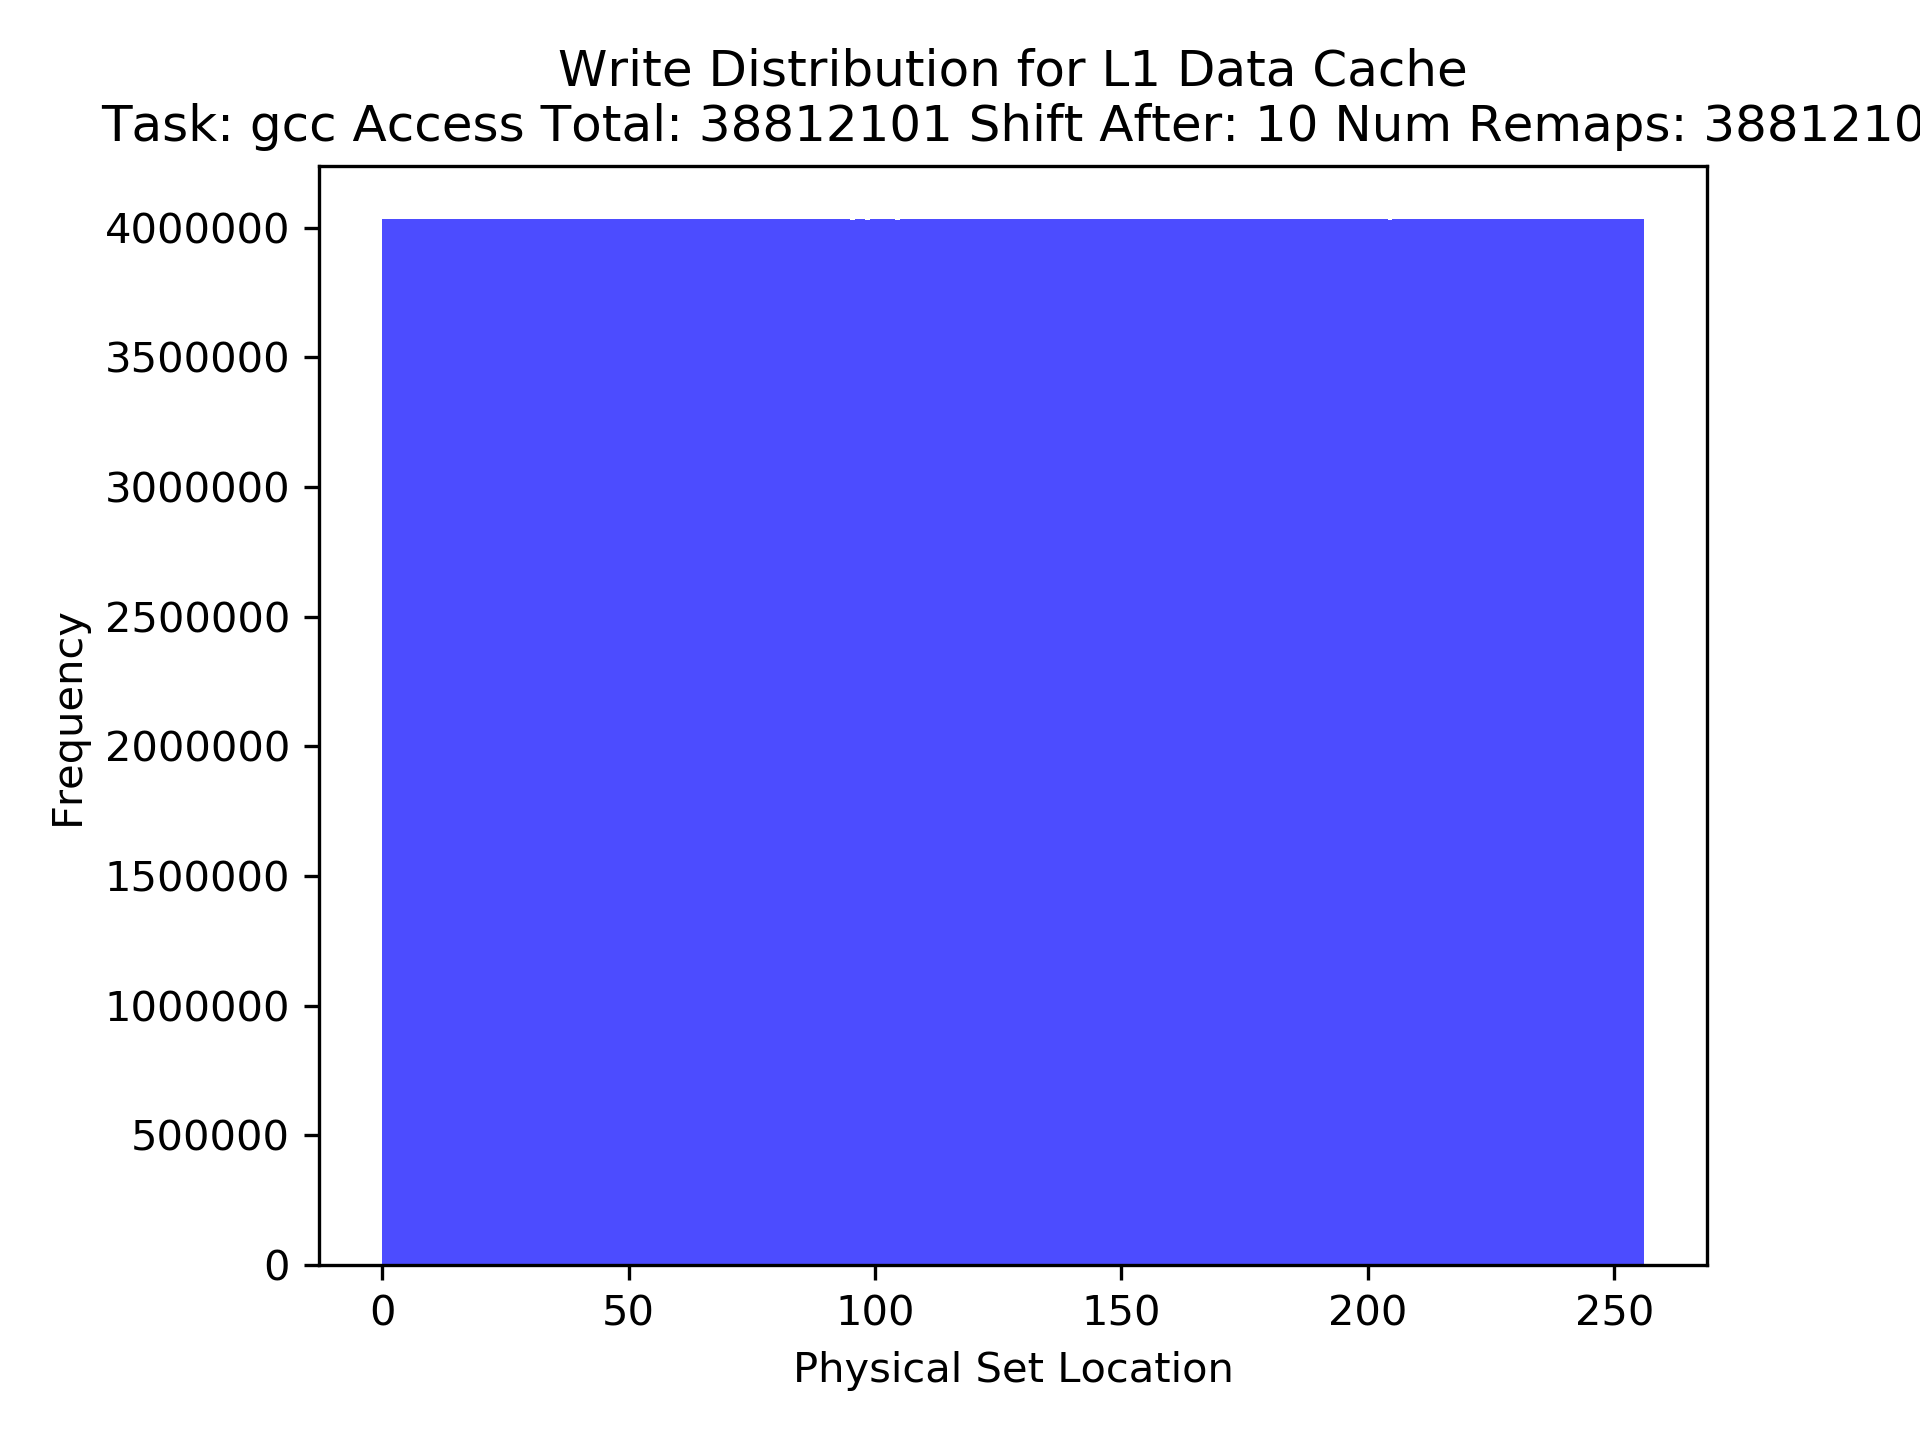 Write Distribution for L1 Data Cache
Task: gcc Access Total: 38812101 Shift After: 10 Num Remaps: 3881210
4000000
3500000
3000000
2500000
2000000
1500000
1000000
500000
0
Frequency
0 50 100 150 200 250
Physical Set Location